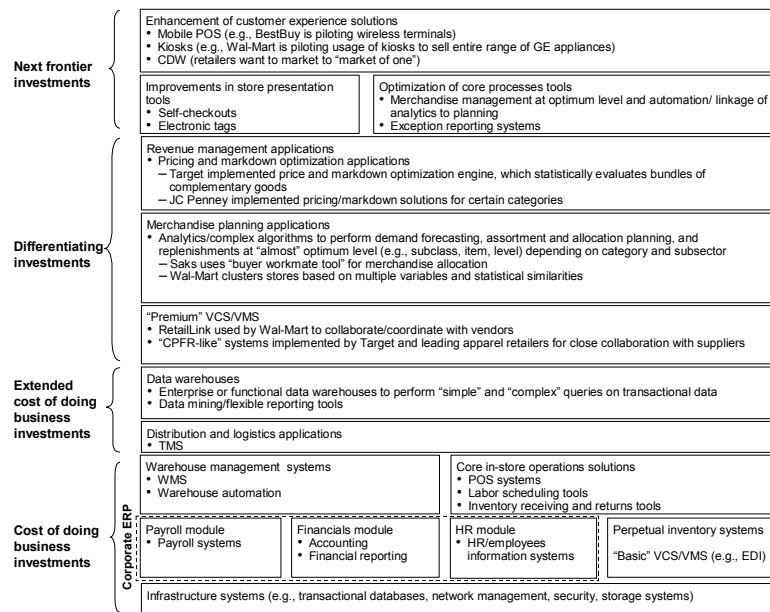 Next frontier
investments
Enhancement of customer experience solutions
• Mobile POS (e.g., BestBuy is piloting wireless terminals)
• Kiosks (e.g., Wal-Mart is piloting usage of kiosks to sell entire range of GE appliances)
• CDW (retailers want to market to “market of one”)
Improvements in store presentation
tools
• Self-checkouts
• Electronic tags
Optimization of core processes tools
• Merchandise management at optimum level and automation/ linkage of
analytics to planning
• Exception reporting systems
Differentiating
investments
Revenue management applications
• Pricing and markdown optimization applications
– Target implemented price and markdown optimization engine, which statistically evaluates bundles of
complementary goods
– JC Penney implemented pricing/markdown solutions for certain categories
Merchandise planning applications
• Analytics/complex algorithms to perform demand forecasting, assortment and allocation planning, and
replenishments at “almost” optimum level (e.g., subclass, item, level) depending on category and subsector
– Saks uses “buyer workmate tool” for merchandise allocation
– Wal-Mart clusters stores based on multiple variables and statistical similarities
“Premium” VCS/VMS
• RetailLink used by Wal-Mart to collaborate/coordinate with vendors
• “CPFR-like” systems implemented by Target and leading apparel retailers for close collaboration with suppliers
Extended
cost of doing
business
investments
Data warehouses
• Enterprise or functional data warehouses to perform “simple” and “complex” queries on transactional data
• Data mining/flexible reporting tools
Distribution and logistics applications
• TMS
Cost of doing
business
investments
Warehouse management systems
• WMS
• Warehouse automation
Core in-store operations solutions
• POS systems
• Labor scheduling tools
• Inventory receiving and returns tools
Corporate ERP
Payroll module
• Payroll systems
Financials module
• Accounting
• Financial reporting
HR module
• HR/employees
information systems
Perpetual inventory systems
“Basic” VCS/VMS (e.g., EDI)
Infrastructure systems (e.g., transactional databases, network management, security, storage systems)